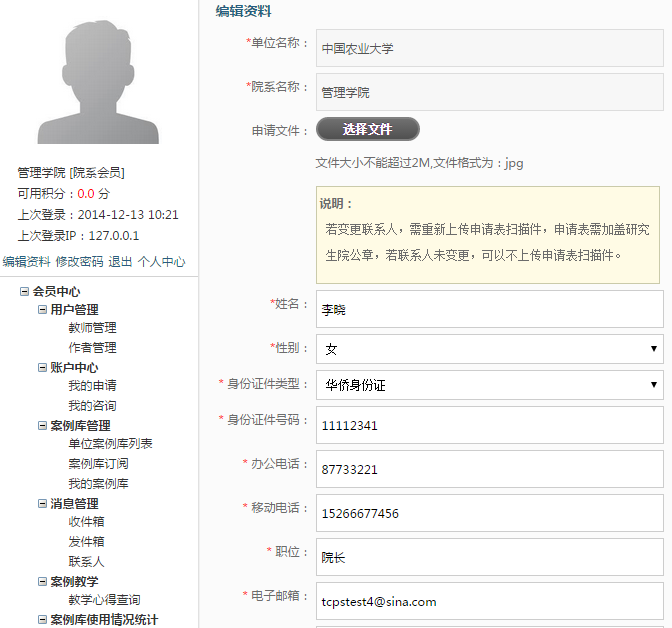 管理学院 [院系会员]
可用积分：0.0 分
上次登录：2014-12-13 10:21
上次登录IP：127.0.0.1
编辑资料 修改密码 退出 个人中心
会员中心
用户管理
教师管理
作者管理
账户中心
我的申请
我的咨询
案例库管理
单位案例库列表
案例库订阅
我的案例库
消息管理
收件箱
发件箱
联系人
案例教学
教学心得查询
案例库使用情况统计
编辑资料
*单位名称： 中国农业大学
*院系名称： 管理学院
申请文件： 选择文件
文件大小不能超过2M,文件格式为：jpg
说明：
若变更联系人，需重新上传申请表扫描件，申请表需加盖研究
生院公章，若联系人未变更，可以不上传申请表扫描件。
*姓名： 李晓
*性别： 女
* 身份证件类型： 华侨身份证
* 身份证件号码： 11112341
* 办公电话： 87733221
* 移动电话： 15266677456
* 职位： 院长
* 电子邮箱： tcpstest4@sina.com